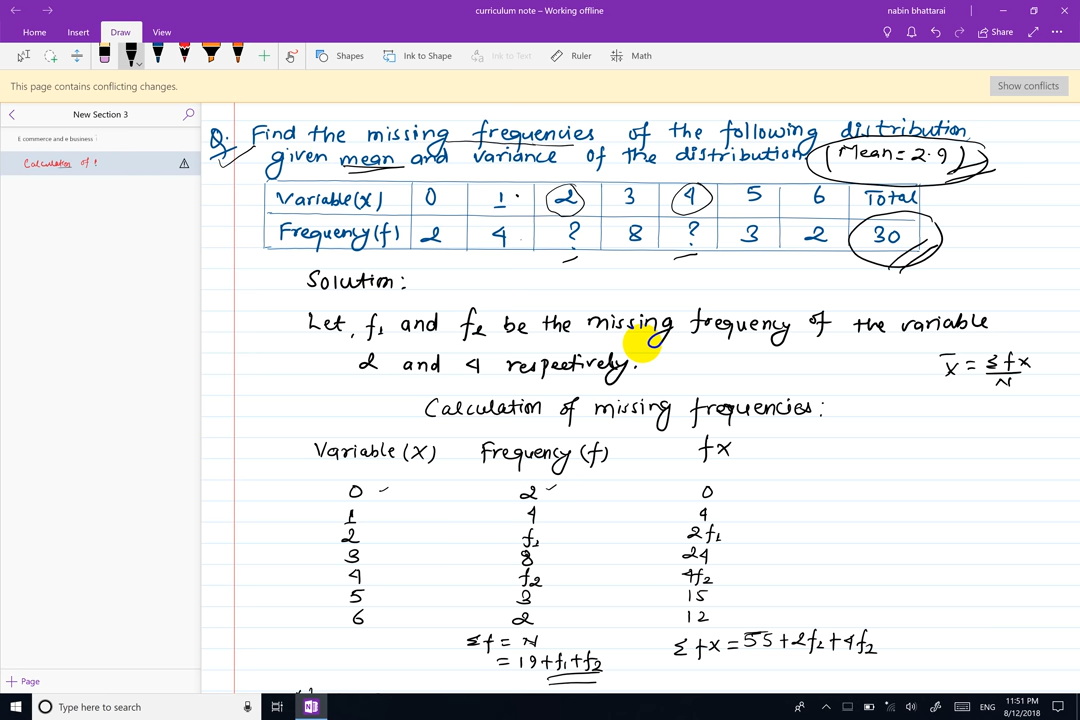 curriculum note – Working offline
nabin bhattarai
Home Insert Draw View
Share
Shapes Ink to Shape Ink to Text Ruler Math
This page contains conflicting changes.
Show conflicts
New Section 3
E commerce and e business
Calculation of
Q. Find the missing frequencies of the following distribution
given mean and variance of the distribution (Mean = 2.9)
Variable(x) 0 1 2 3 4 5 6 Total
Frequency(f) 2 4 ? 8 ? 3 2 30
Solution:
Let, f₁ and f₂ be the missing frequency of the variable
2 and 4 respectively.
x̄ = Σfx/N
Calculation of missing frequencies:
Variable (X) Frequency (f) fx
0 2 0
1 4 4
2 f₁ 2f₁
3 8 24
4 f₂ 4f₂
5 3 15
6 2 12
Σf = N
= 19+f₁+f₂
Σfx = 55+2f₁+4f₂
+ Page
Type here to search
ENG
11:51 PM
8/12/2018